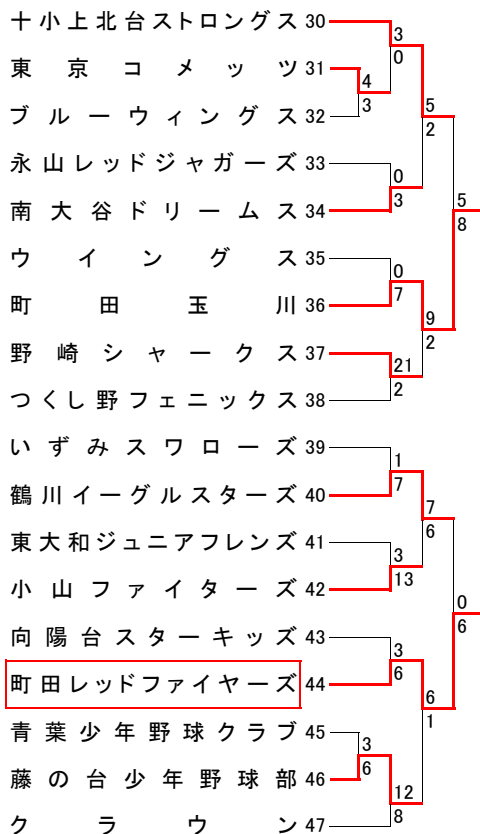 十小上北台ストロングス 30
3
0
東京コメッツ 31
4
3
ブルーウィングス 32
5
2
永山レッドジャガーズ 33
0
3
南大谷ドリームス 34
5
8
ウイングス 35
0
7
町田玉川 36
9
2
野崎シャークス 37
21
2
つくし野フェニックス 38
いずみスワローズ 39
1
7
鶴川イーグルスターズ 40
7
6
東大和ジュニアフレンズ 41
3
13
小山ファイターズ 42
0
6
向陽台スターキッズ 43
3
6
町田レッドファイヤーズ 44
6
1
青葉少年野球クラブ 45
3
6
藤の台少年野球部 46
12
8
クラウン 47